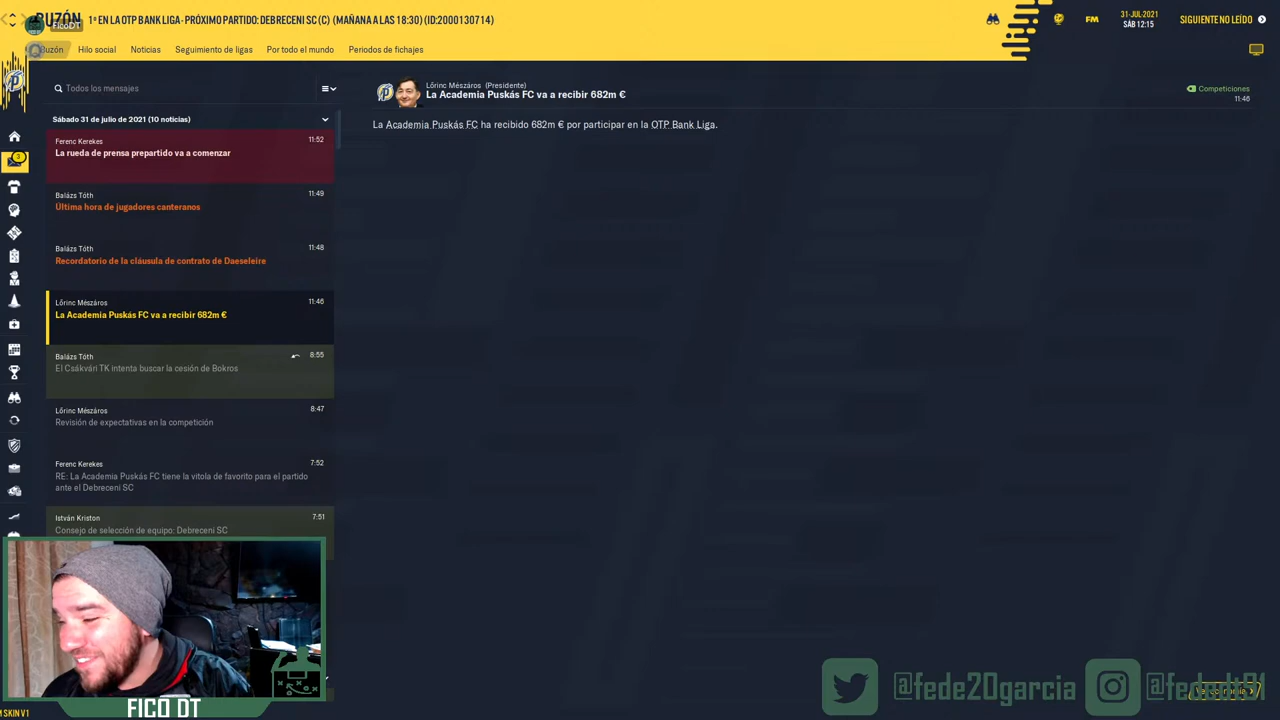 1º EN LA OTP BANK LIGA - PRÓXIMO PARTIDO: DEBRECENI SC (C) (MAÑANA A LAS 18:30) (ID:2000130714)
FicoDT
FM
31-JUL-2021
SÁB 12:15
SIGUIENTE NO LEÍDO
Buzón
Hilo social
Noticias
Seguimiento de ligas
Por todo el mundo
Periodos de fichajes
Todos los mensajes
Sábado 31 de julio de 2021 (10 noticias)
Ferenc Kerekes
11:52
La rueda de prensa prepartido va a comenzar
Balázs Tóth
11:49
Última hora de jugadores canteranos
Balázs Tóth
11:48
Recordatorio de la cláusula de contrato de Daeseleire
Lőrinc Mészáros
11:46
La Academia Puskás FC va a recibir 682m €
Balázs Tóth
8:55
El Csákvári TK intenta buscar la cesión de Bokros
Lőrinc Mészáros
8:47
Revisión de expectativas en la competición
Ferenc Kerekes
7:52
RE: La Academia Puskás FC tiene la vitola de favorito para el partido
ante el Debreceni SC
István Kriston
7:51
Consejo de selección de equipo: Debreceni SC
Lőrinc Mészáros (Presidente)
La Academia Puskás FC va a recibir 682m €
Competiciones
11:46
La Academia Puskás FC ha recibido 682m € por participar en la OTP Bank Liga.
3
FICO DT
SKIN V1
@fede20garcia